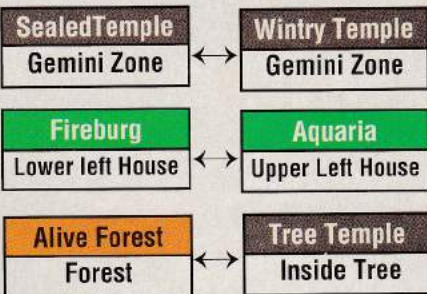 SealedTemple
Gemini Zone
Wintry Temple
Gemini Zone
Fireburg
Lower left House
Aquaria
Upper Left House
Alive Forest
Forest
Tree Temple
Inside Tree